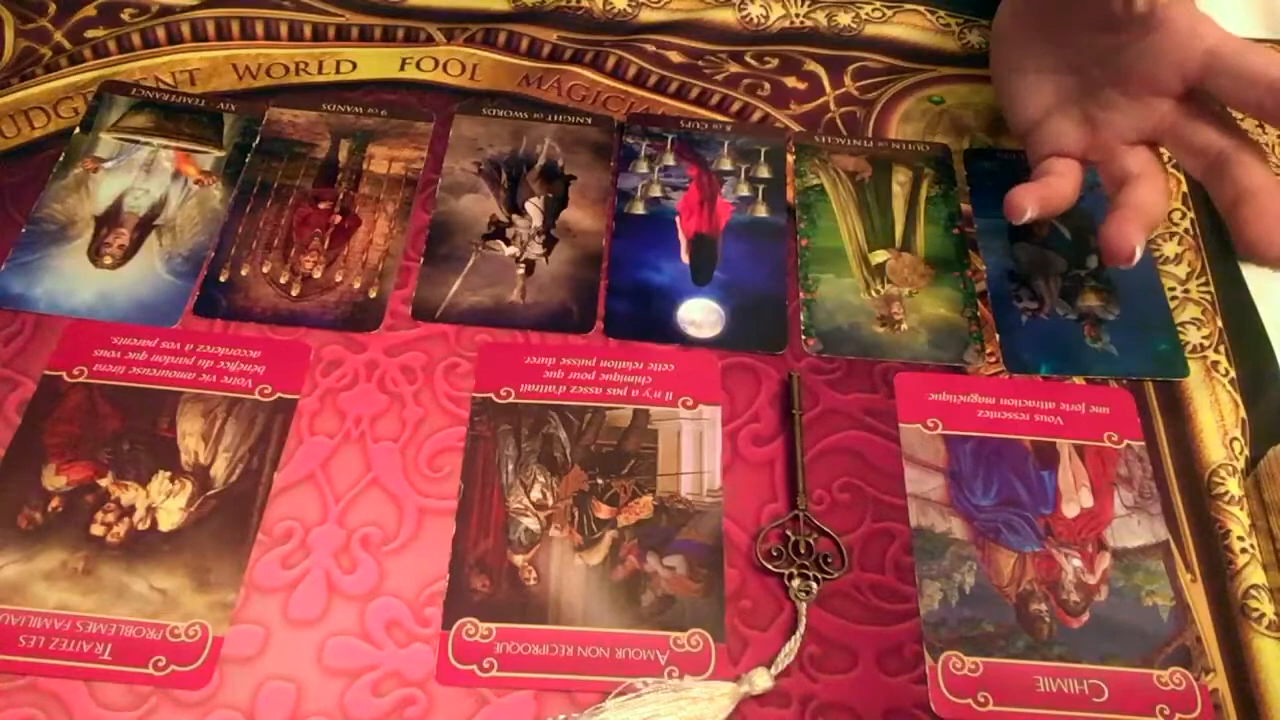 JUDGEMENT WORLD FOOL MAGICIA
XIV · TEMPERANCE
9 OF WANDS
KNIGHT OF SWORDS
8 OF CUPS
QUEEN OF PENTACLES
Votre vie amoureuse tirera
bénéfice du pardon que vous
accorderez à vos parents.
TRAITEZ LES
PROBLÈMES FAMILIAU
Il n'y a pas assez d'attrait
chimique pour que
cette relation puisse durer
AMOUR NON RÉCIPROQUE
Vous ressentez
une forte attraction magnétique
CHIMIE